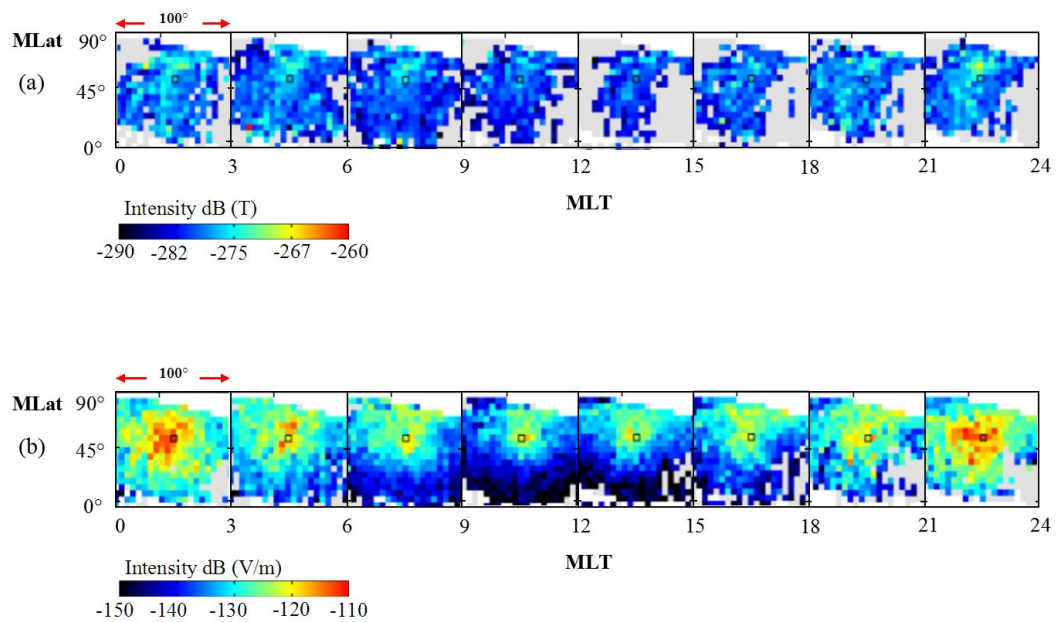 100°
MLat 90°
(a)
45°
0°
0 3 6 9 12 15 18 21 24
MLT
Intensity dB (T)
-290 -282 -275 -267 -260
100°
MLat 90°
(b)
45°
0°
0 3 6 9 12 15 18 21 24
MLT
Intensity dB (V/m)
-150 -140 -130 -120 -110